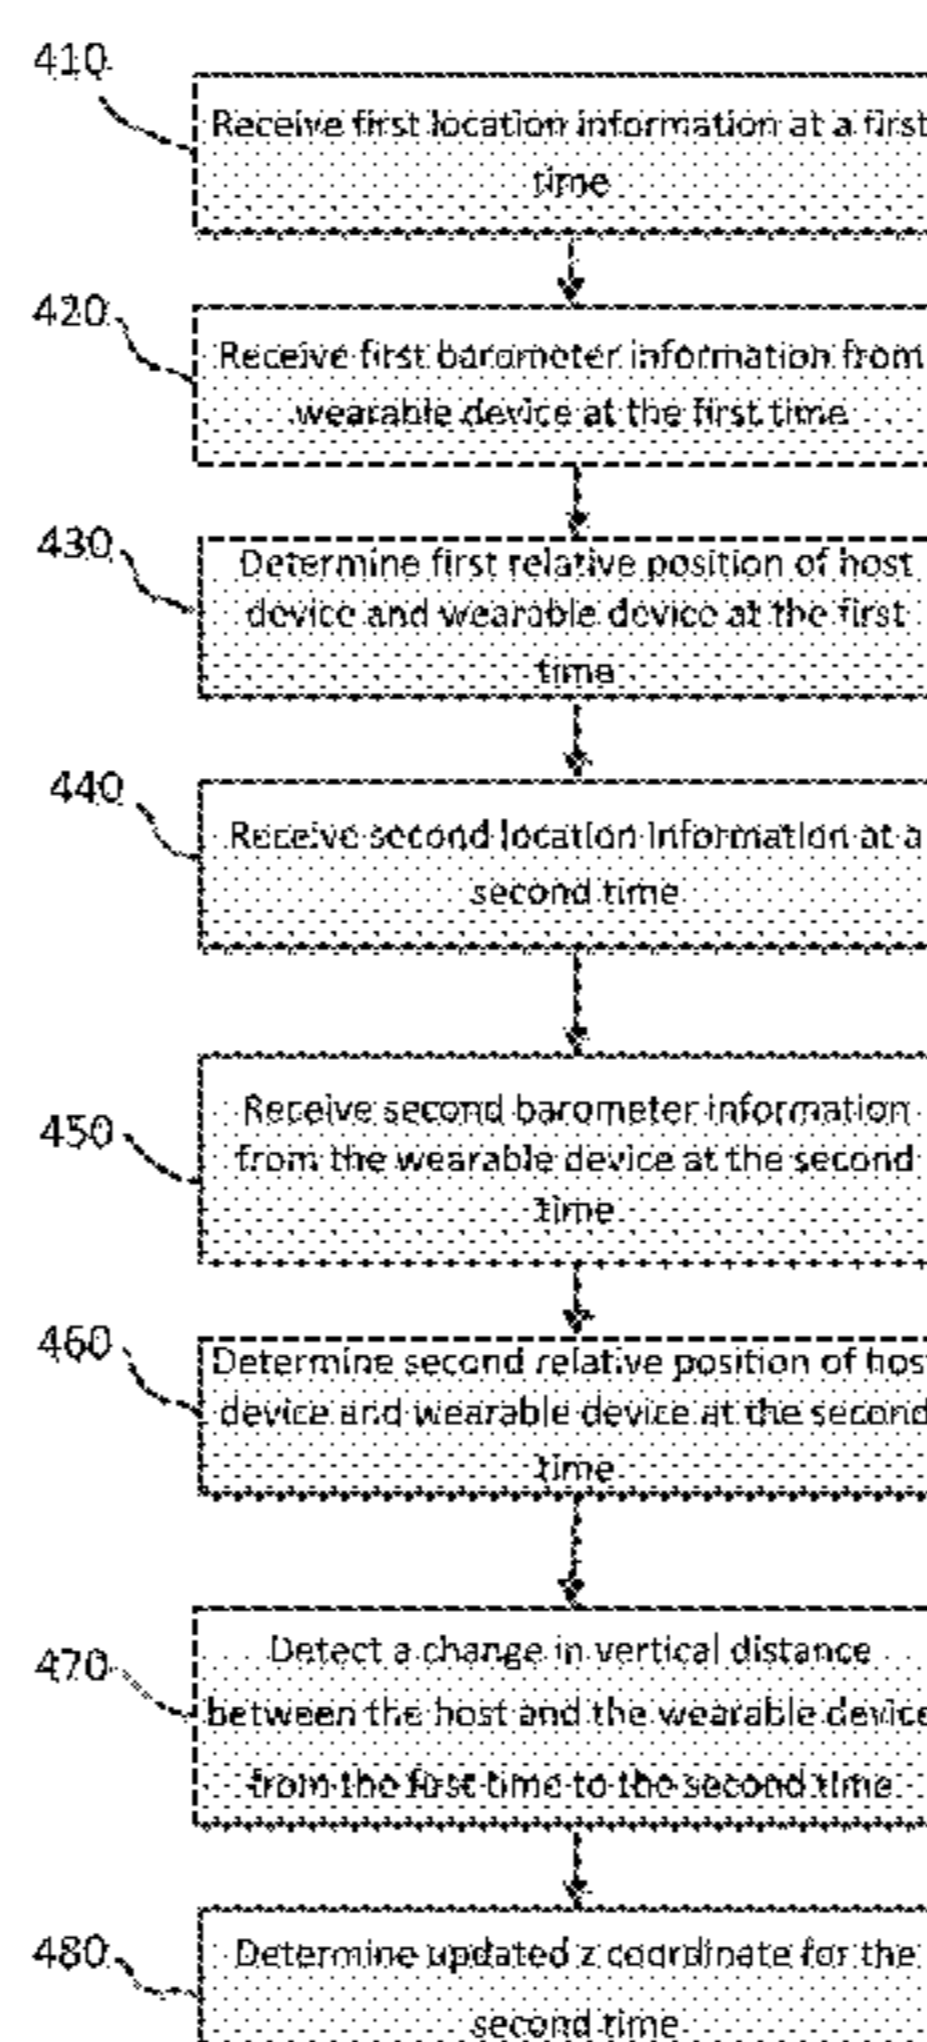 410
Receive first location information at a first
time
420
Receive first barometer information from
wearable device at the first time
430
Determine first relative position of host
device and wearable device at the first
time
440
Receive second location information at a
second time
450
Receive second barometer information
from the wearable device at the second
time
460
Determine second relative position of host
device and wearable device at the second
time
470
Detect a change in vertical distance
between the host and the wearable device
from the first time to the second time
480
Determine updated z coordinate for the
second time